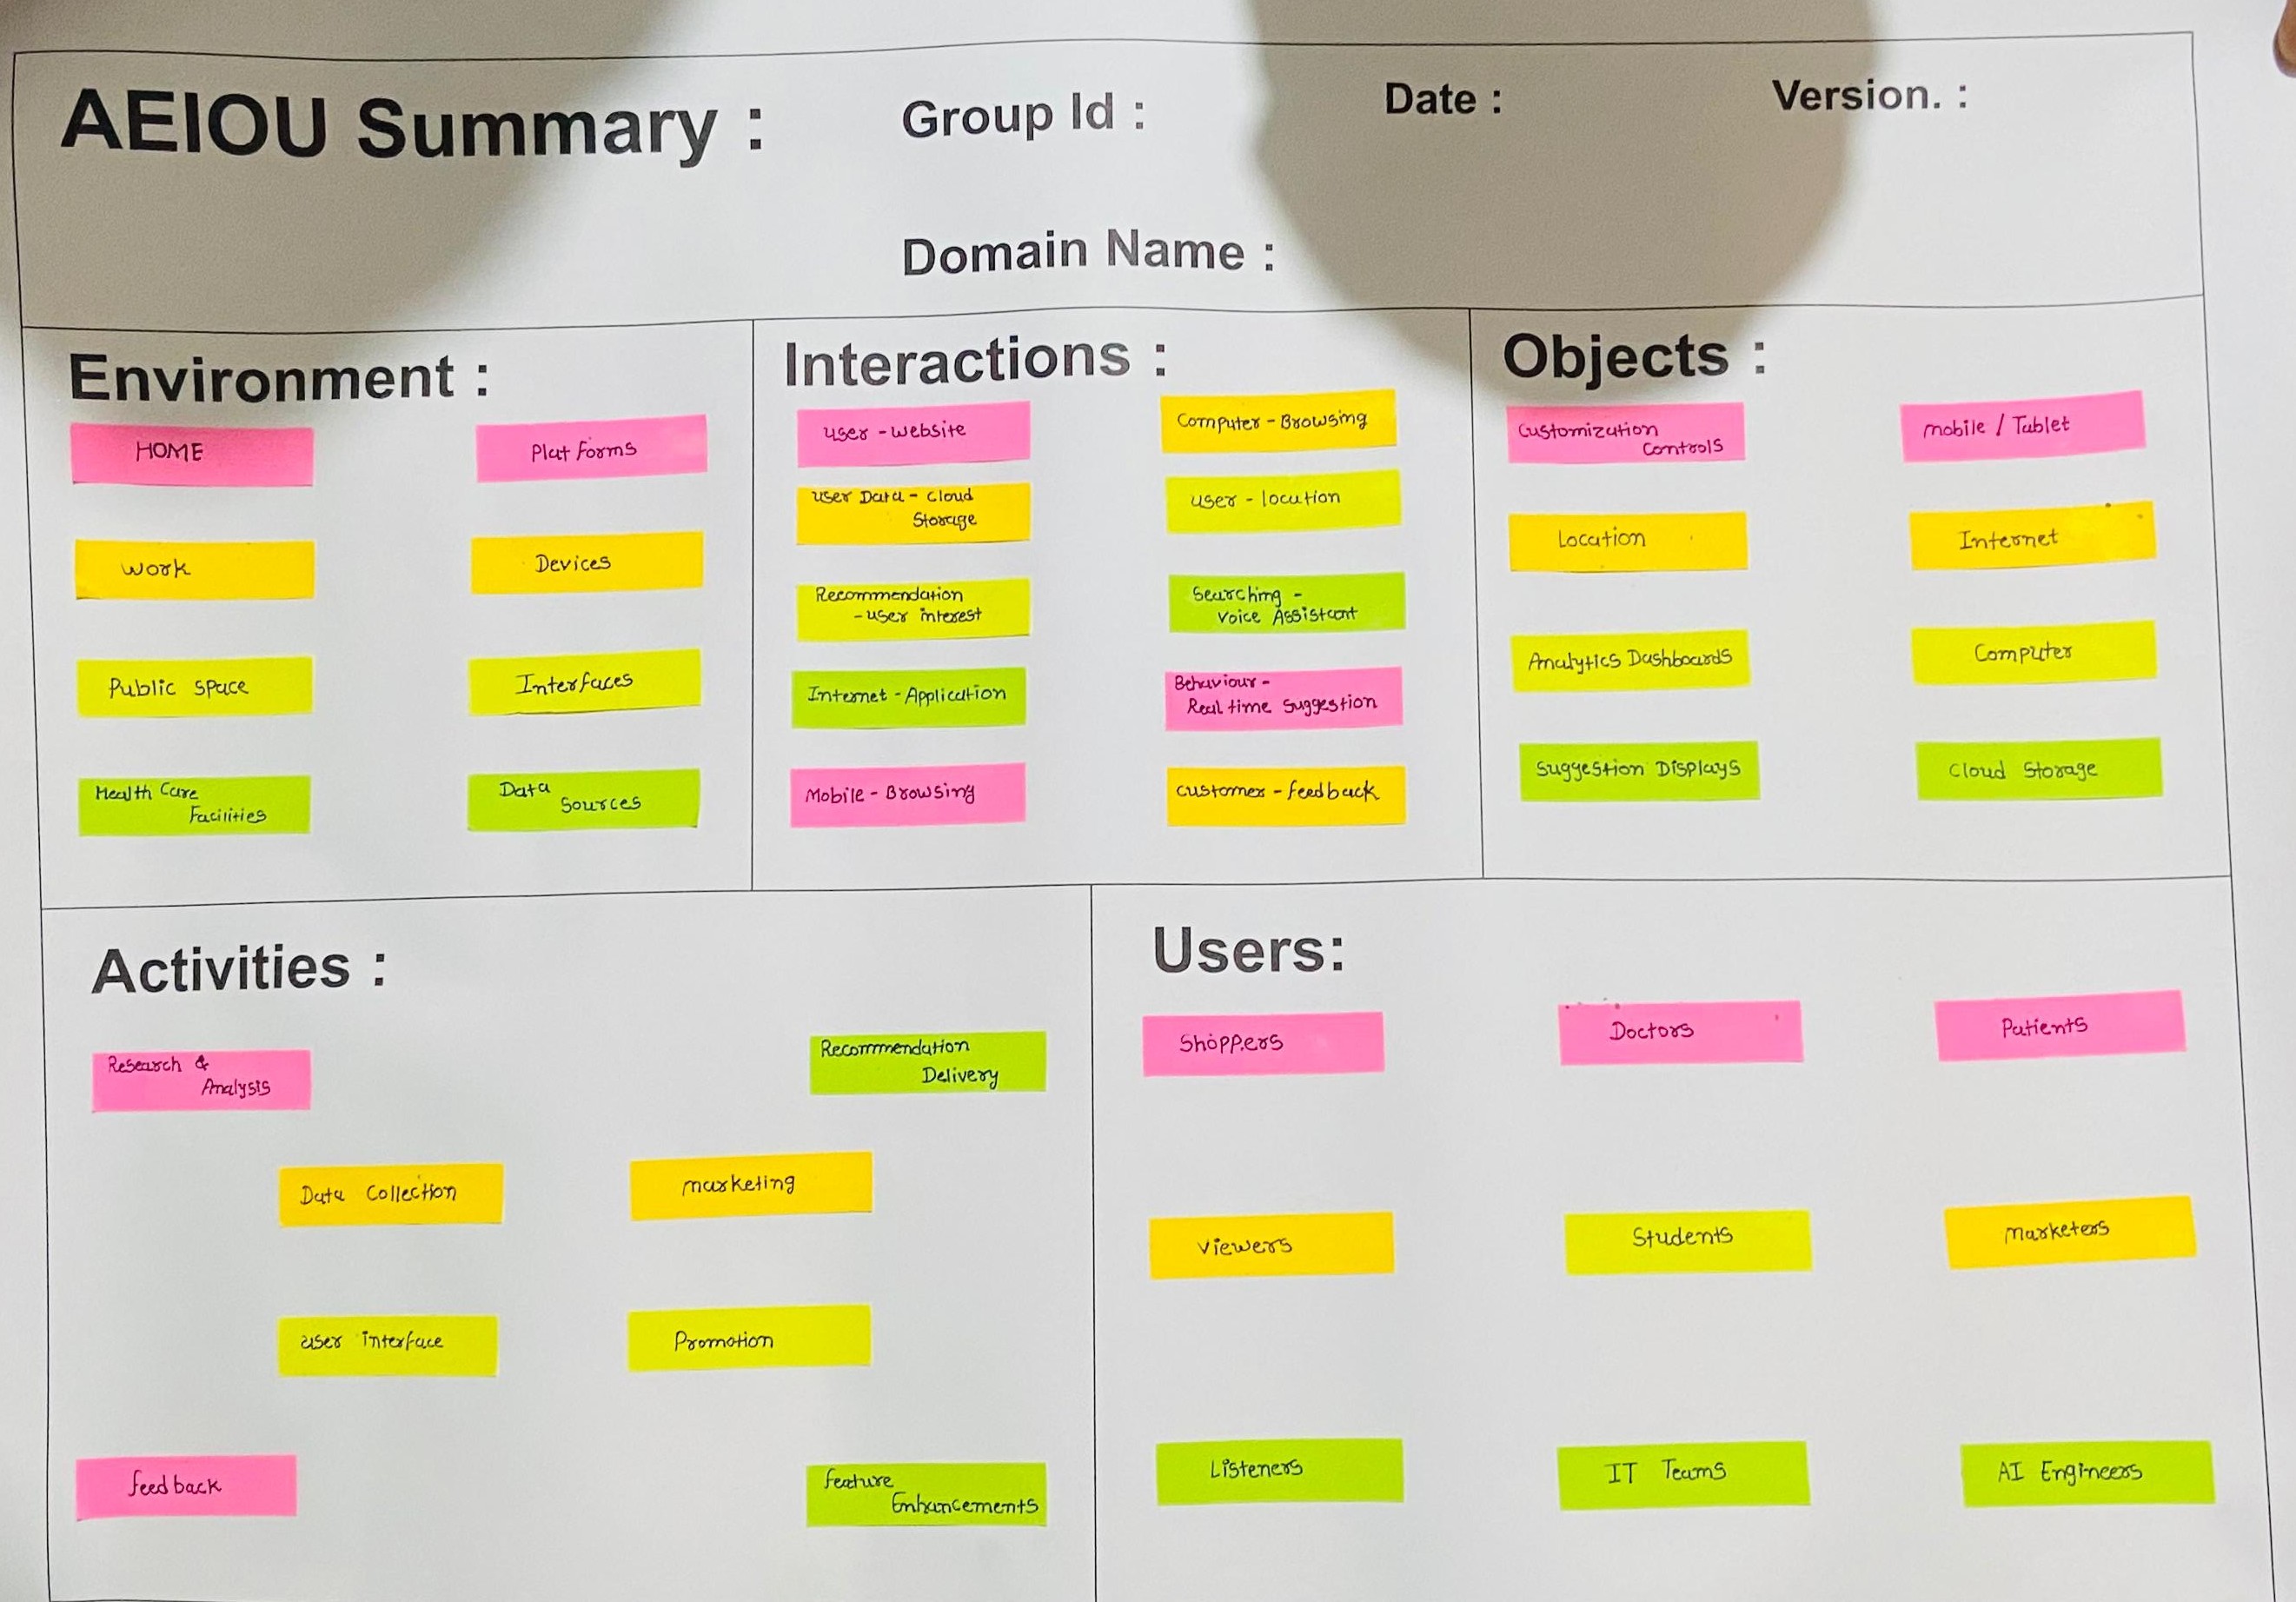 AEIOU Summary :
Group Id :
Date :
Version. :
Domain Name :
Environment :
HOME
Plat Forms
Work
Devices
Public space
Interfaces
Health Care
Facilities
Data
Sources
Interactions :
user - website
Computer - Browsing
user Data - cloud
Storage
user - location
Recommendation
- user interest
Searching -
Voice Assistant
Internet - Application
Behaviour -
Real time Suggestion
Mobile - Browsing
customer - feedback
Objects :
Customization
Controls
mobile / Tablet
Location
Internet
Analytics Dashboards
Computer
Suggestion Displays
Cloud Storage
Activities :
Research &
Analysis
Recommendation
Delivery
Data Collection
marketing
user interface
Promotion
feedback
feature
Enhancements
Users:
Shoppers
Doctors
Patients
Viewers
Students
marketers
Listeners
IT Teams
AI Engineers